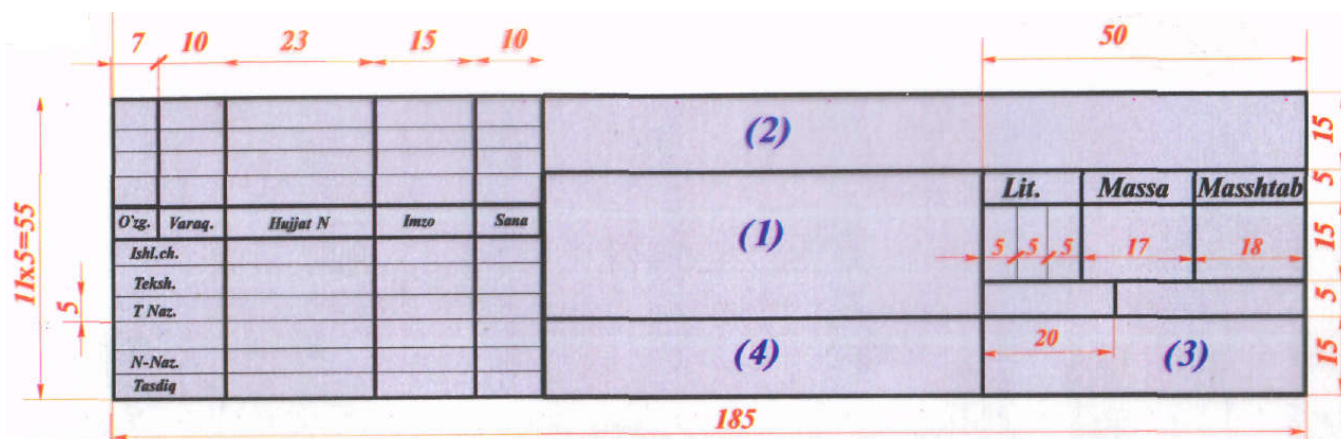 7 10 23 15 10 50
(2) 15
Lit. Massa Masshtab 5
O'zg. Varaq. Hujjat N Imzo Sana
(1)
5 5 5 17 18 15
11x5=55
Ishl.ch.
Teksh.
5 T Naz. 5
(4) 20 (3) 15
N-Naz.
Tasdiq
185